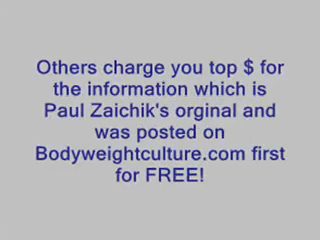 Others charge you top $ for
the information which is
Paul Zaichik's orginal and
was posted on
Bodyweightculture.com first
for FREE!